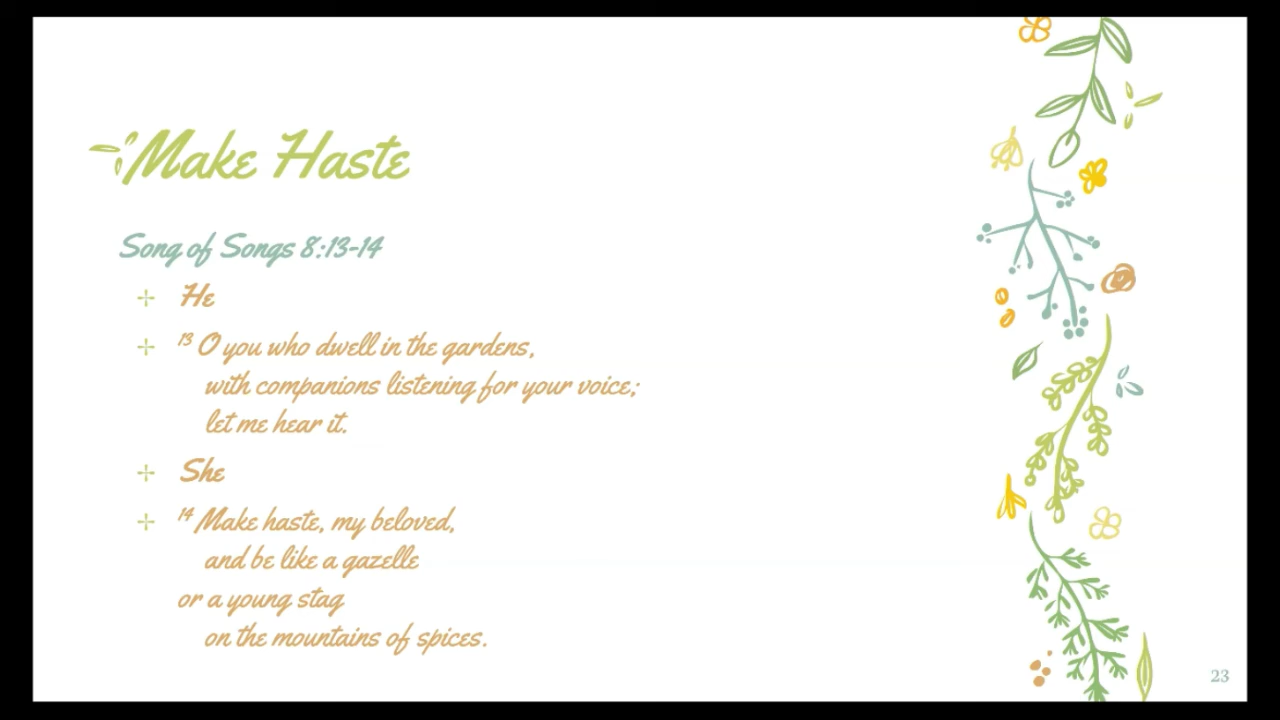 Make Haste
Song of Songs 8:13-14
He
13 O you who dwell in the gardens,
with companions listening for your voice;
let me hear it.
She
14 Make haste, my beloved,
and be like a gazelle
or a young stag
on the mountains of spices.
23